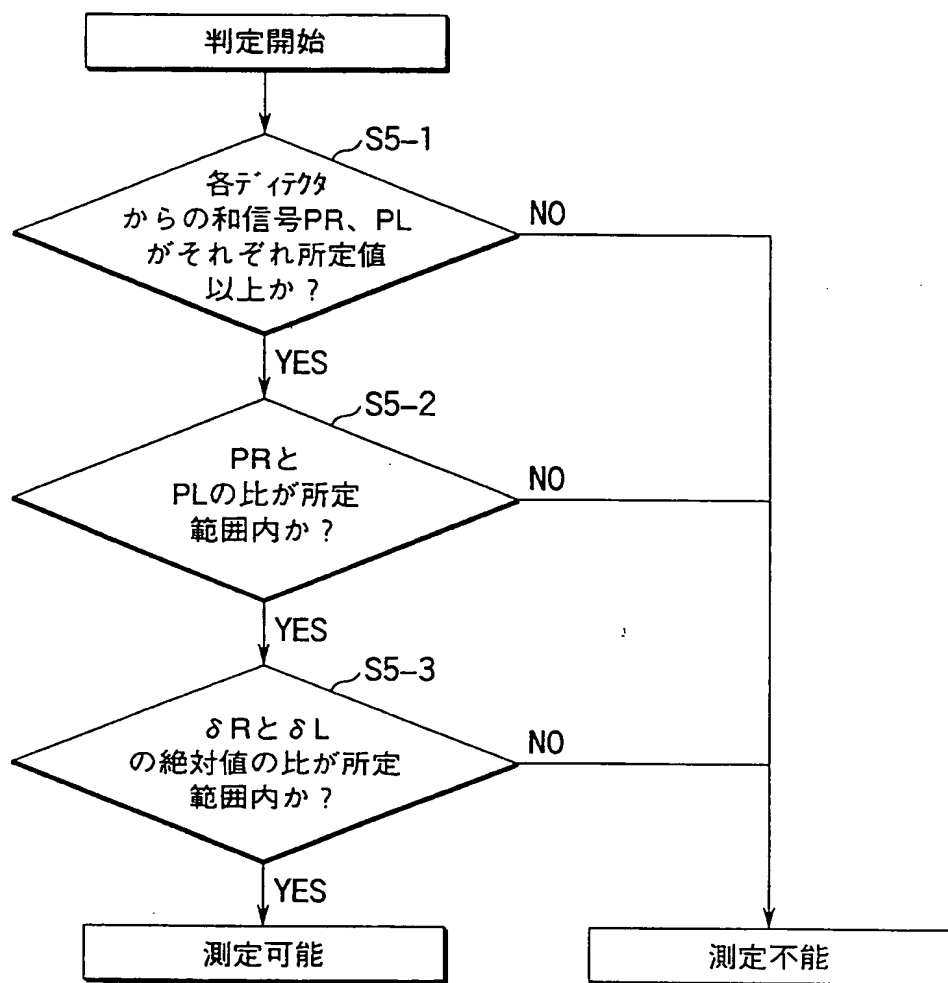 判定開始
S5-1
各ディテクタ
からの和信号PR、PL
がそれぞれ所定値
以上か？
NO
YES
S5-2
PRと
PLの比が所定
範囲内か？
NO
YES
S5-3
δRとδL
の絶対値の比が所定
範囲内か？
NO
YES
測定可能
測定不能